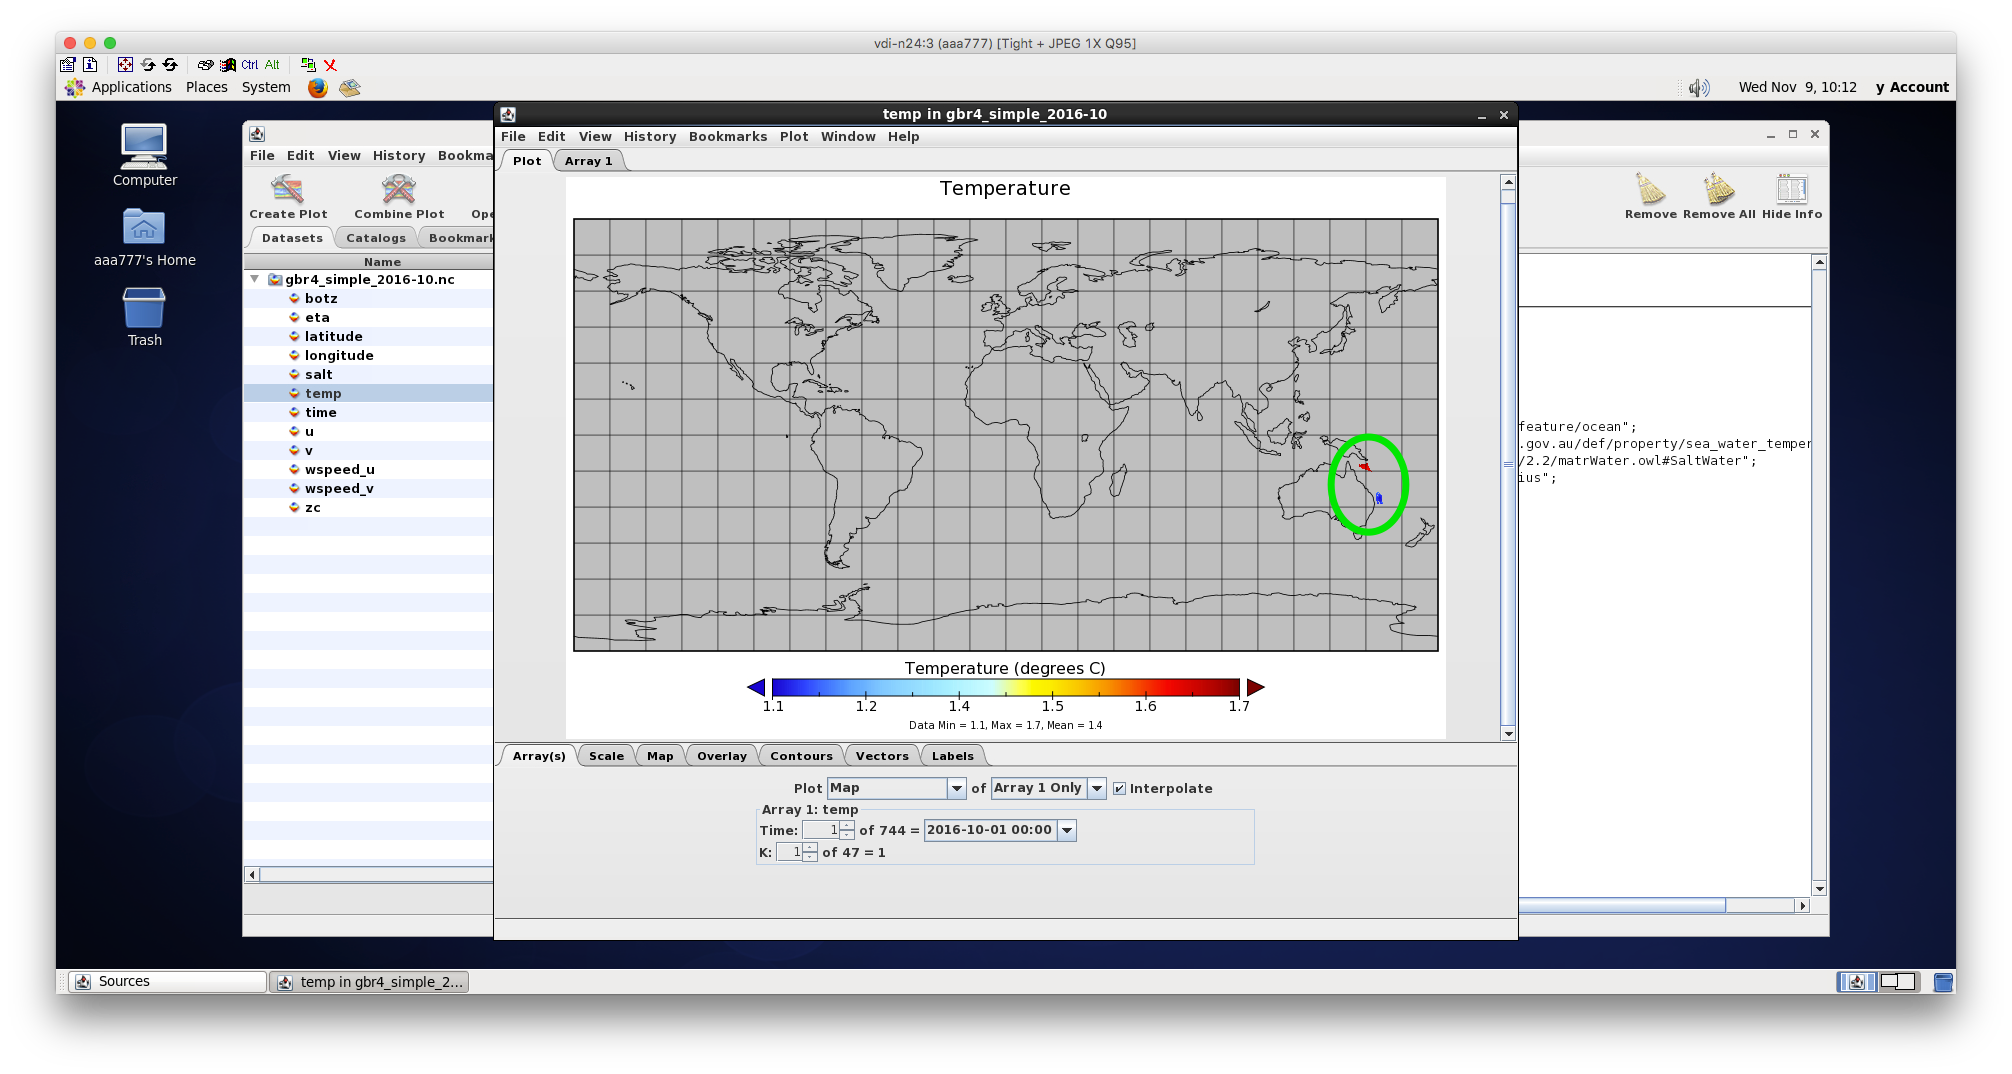 vdi-n24:3 (aaa777) [Tight + JPEG 1X Q95]
Ctrl Alt
Applications Places System
Wed Nov 9, 10:12 y Account
Computer
aaa777's Home
Trash
File Edit View History Bookma
Create Plot Combine Plot Ope
Datasets Catalogs Bookmark
Name
gbr4_simple_2016-10.nc
botz
eta
latitude
longitude
salt
temp
time
u
v
wspeed_u
wspeed_v
zc
temp in gbr4_simple_2016-10
File Edit View History Bookmarks Plot Window Help
Plot Array 1
Temperature
Temperature (degrees C)
1.1 1.2 1.4 1.5 1.6 1.7
Data Min = 1.1, Max = 1.7, Mean = 1.4
Array(s) Scale Map Overlay Contours Vectors Labels
Plot Map of Array 1 Only Interpolate
Array 1: temp
Time: 1 of 744 = 2016-10-01 00:00
K: 1 of 47 = 1
Remove Remove All Hide Info
feature/ocean";
.gov.au/def/property/sea_water_temper
/2.2/matrWater.owl#SaltWater";
ius";
Sources
temp in gbr4_simple_2...